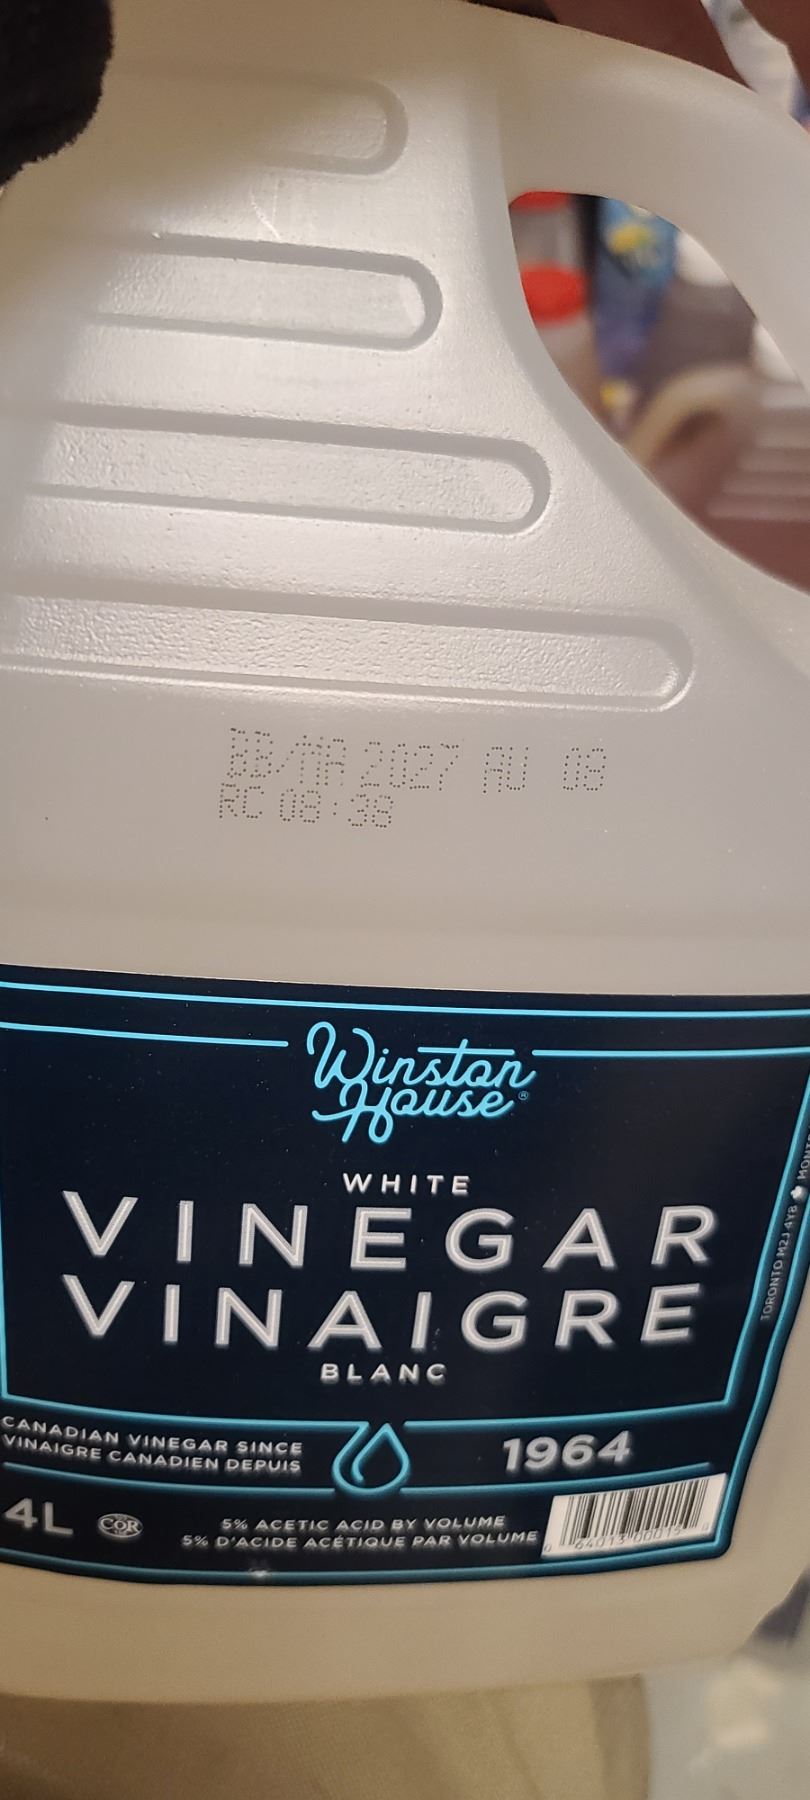 BB/MA 2027 AU 08
RC 08:38
Winston
House®
WHITE
VINEGAR
VINAIGRE
BLANC
CANADIAN VINEGAR SINCE
VINAIGRE CANADIEN DEPUIS
1964
4L
COR
5% ACETIC ACID BY VOLUME
5% D'ACIDE ACÉTIQUE PAR VOLUME
TORONTO M2J 4Y8